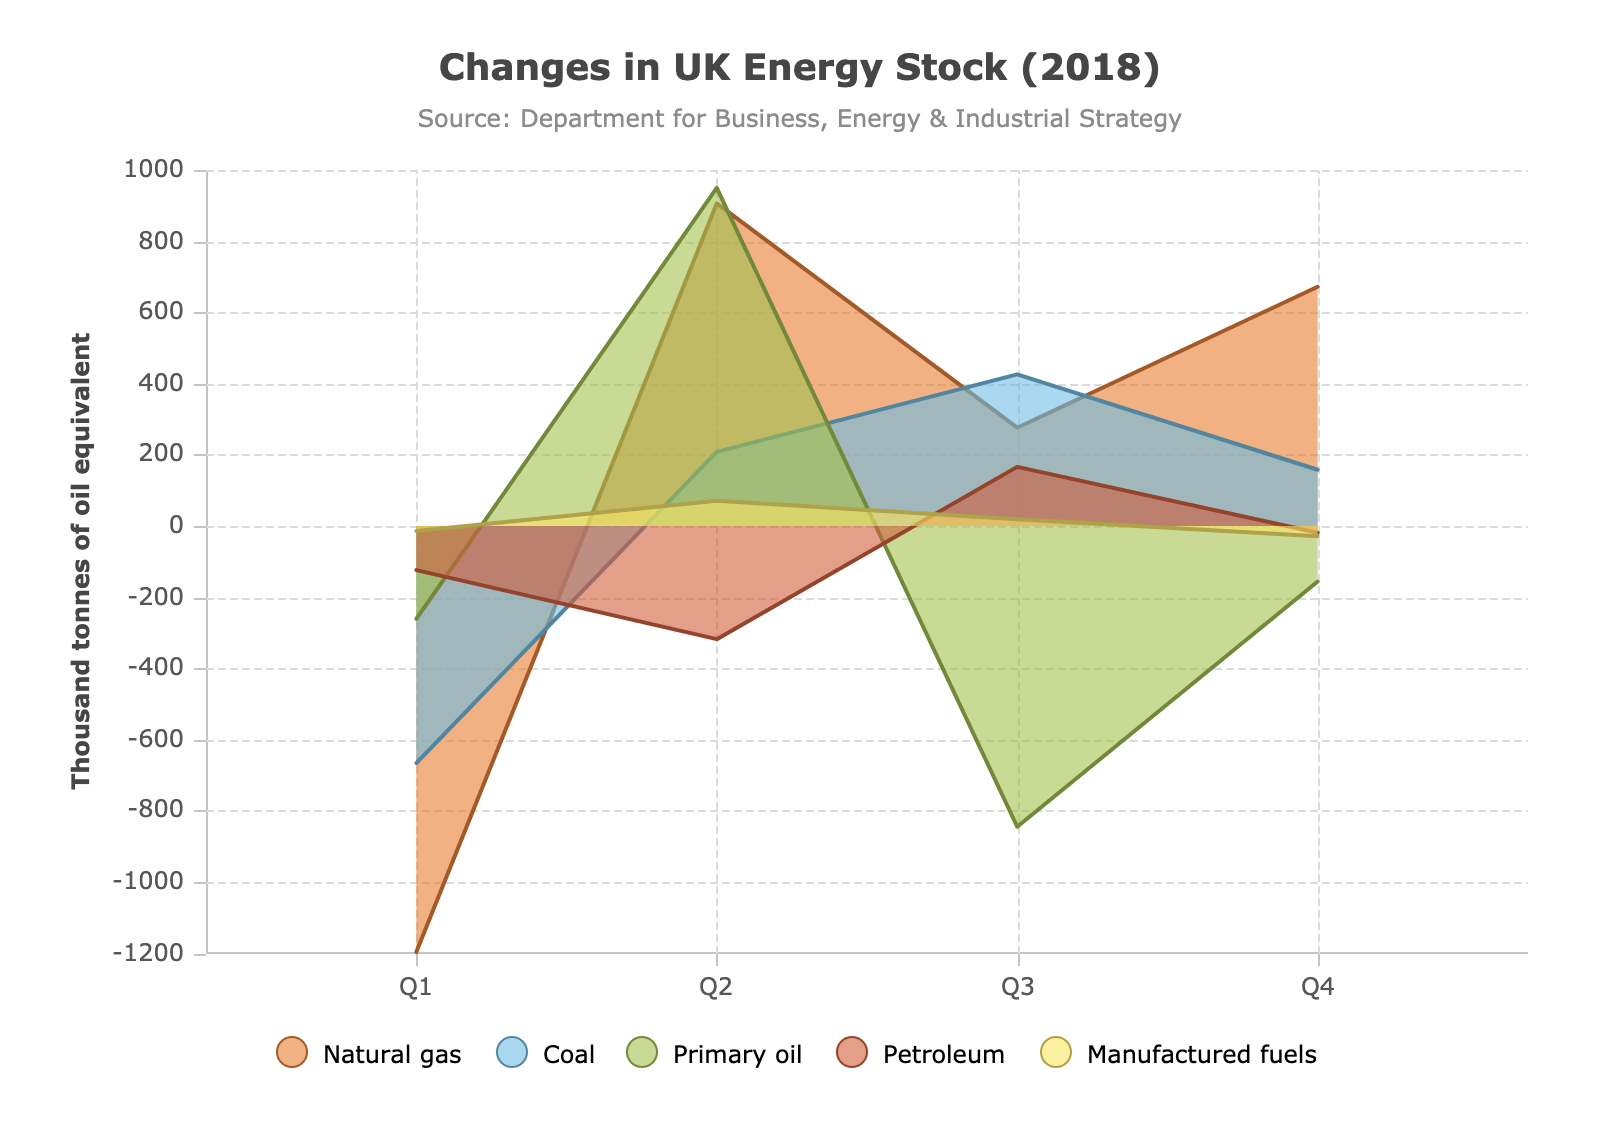 Changes in UK Energy Stock (2018)
Source: Department for Business, Energy & Industrial Strategy
Thousand tonnes of oil equivalent
1000
800
600
400
200
0
-200
-400
-600
-800
-1000
-1200
Q1 Q2 Q3 Q4
Natural gas Coal Primary oil Petroleum Manufactured fuels